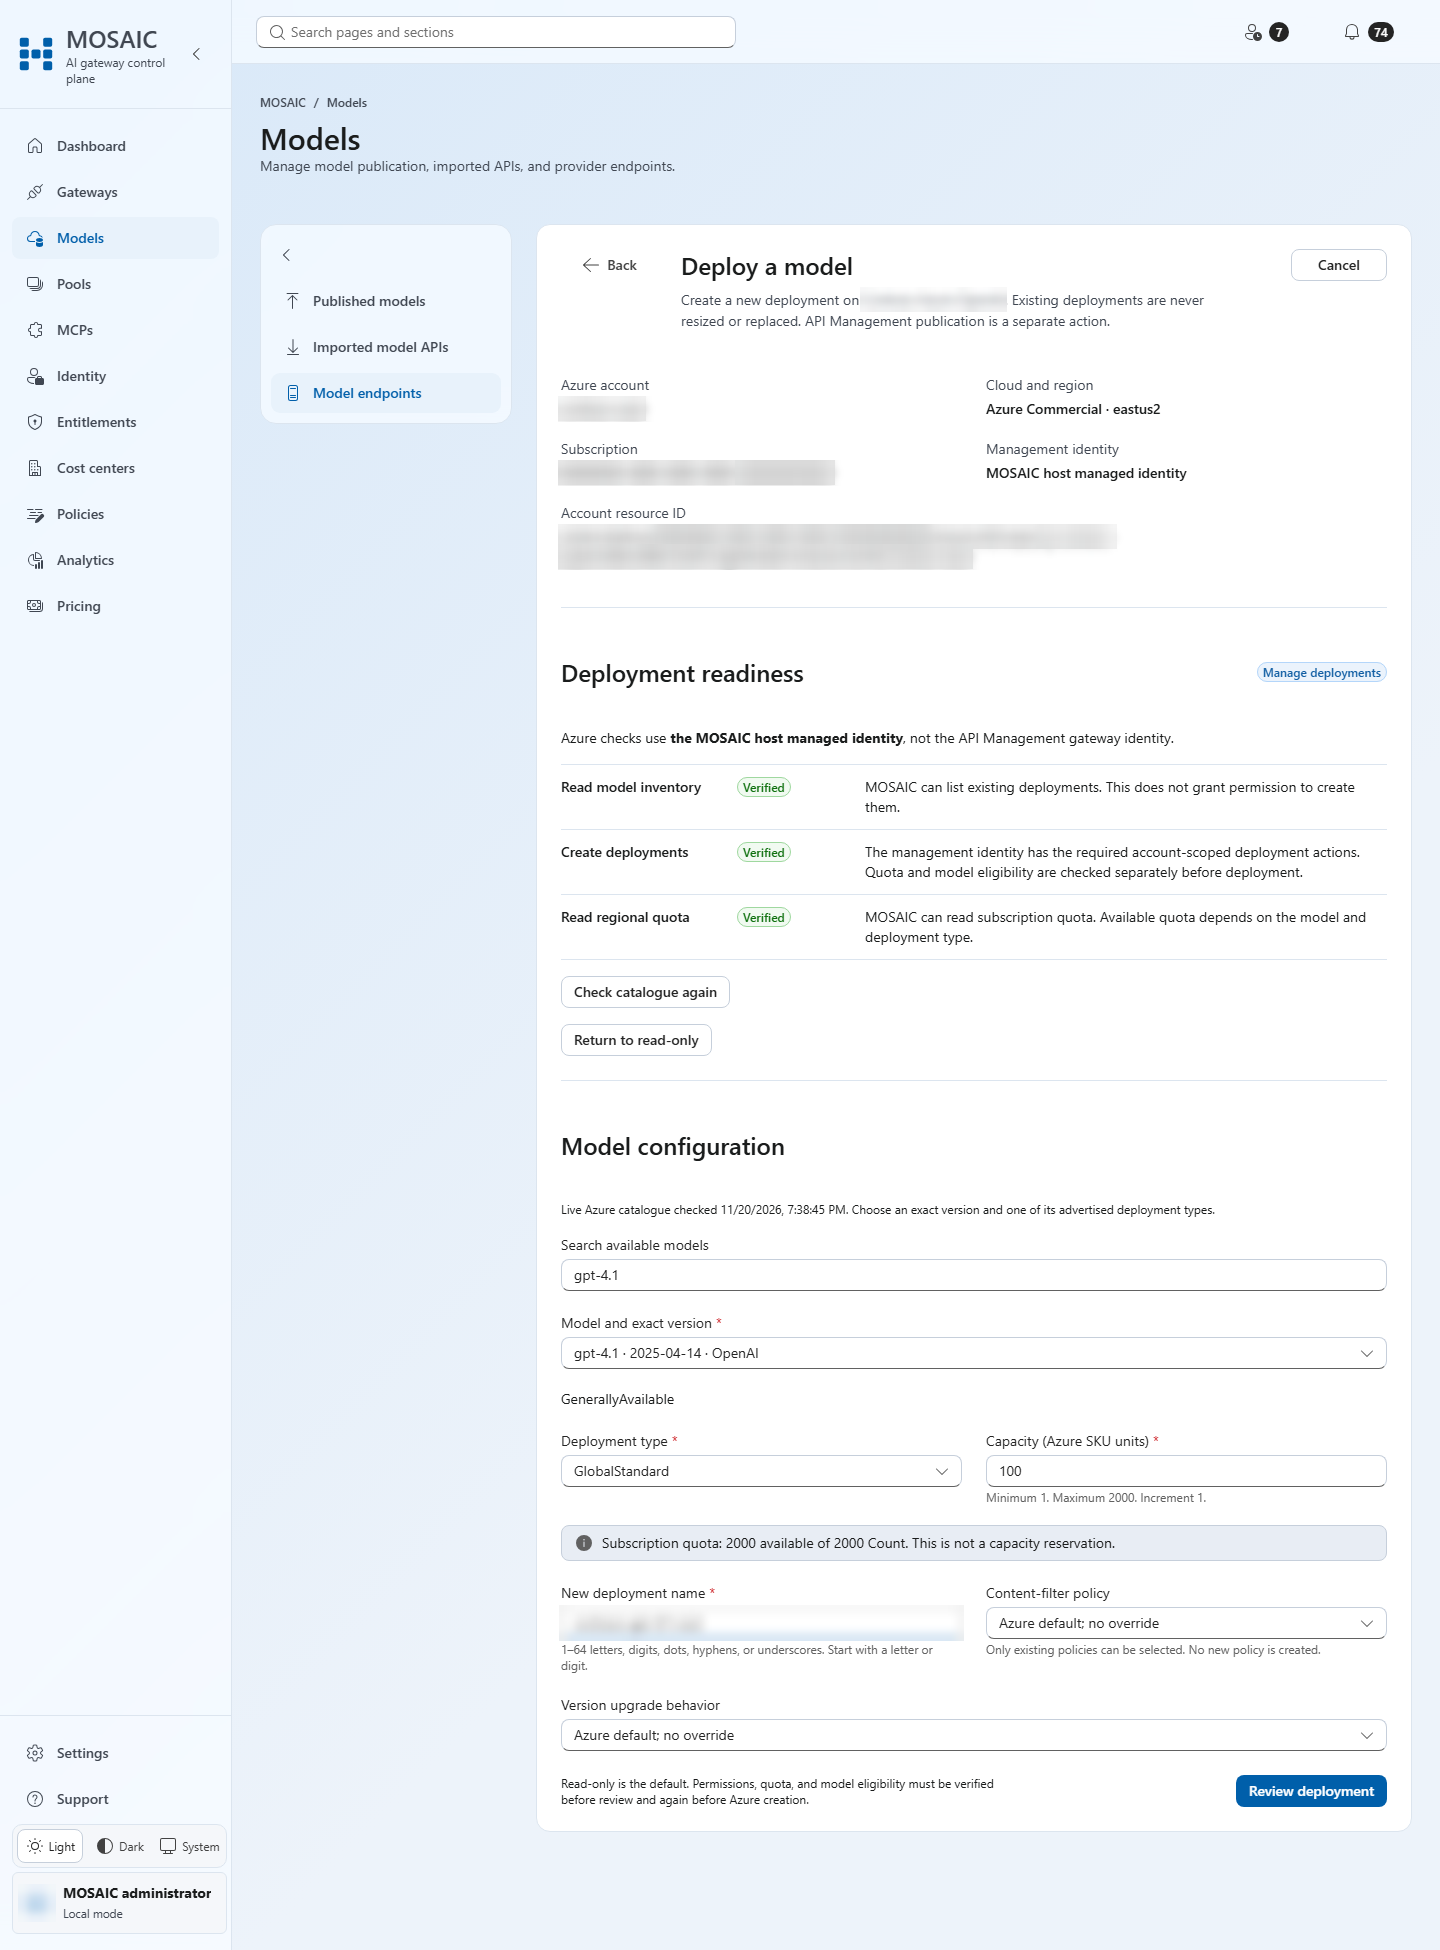 MOSAIC
AI gateway control
plane
Search pages and sections
7
74
Dashboard
Gateways
Models
Pools
MCPs
Identity
Entitlements
Cost centers
Policies
Analytics
Pricing
Settings
Support
Light
Dark
System
MOSAIC administrator
Local mode
MOSAIC / Models
Models
Manage model publication, imported APIs, and provider endpoints.
Published models
Imported model APIs
Model endpoints
Back
Deploy a model
Cancel
Create a new deployment on Existing deployments are never
resized or replaced. API Management publication is a separate action.
Azure account
Cloud and region
Azure Commercial · eastus2
Subscription
Management identity
MOSAIC host managed identity
Account resource ID
Deployment readiness
Manage deployments
Azure checks use the MOSAIC host managed identity, not the API Management gateway identity.
Read model inventory
Verified
MOSAIC can list existing deployments. This does not grant permission to create
them.
Create deployments
Verified
The management identity has the required account-scoped deployment actions.
Quota and model eligibility are checked separately before deployment.
Read regional quota
Verified
MOSAIC can read subscription quota. Available quota depends on the model and
deployment type.
Check catalogue again
Return to read-only
Model configuration
Live Azure catalogue checked 11/20/2026, 7:38:45 PM. Choose an exact version and one of its advertised deployment types.
Search available models
gpt-4.1
Model and exact version *
gpt-4.1 · 2025-04-14 · OpenAI
GenerallyAvailable
Deployment type *
GlobalStandard
Capacity (Azure SKU units) *
100
Minimum 1. Maximum 2000. Increment 1.
Subscription quota: 2000 available of 2000 Count. This is not a capacity reservation.
New deployment name *
1–64 letters, digits, dots, hyphens, or underscores. Start with a letter or
digit.
Content-filter policy
Azure default; no override
Only existing policies can be selected. No new policy is created.
Version upgrade behavior
Azure default; no override
Read-only is the default. Permissions, quota, and model eligibility must be verified
before review and again before Azure creation.
Review deployment